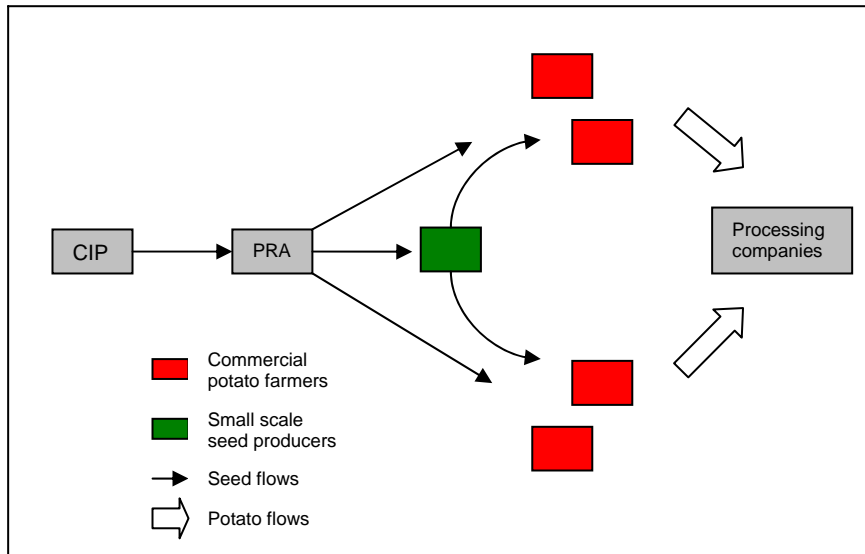 CIP
PRA
Processing
companies
Commercial
potato farmers
Small scale
seed producers
Seed flows
Potato flows